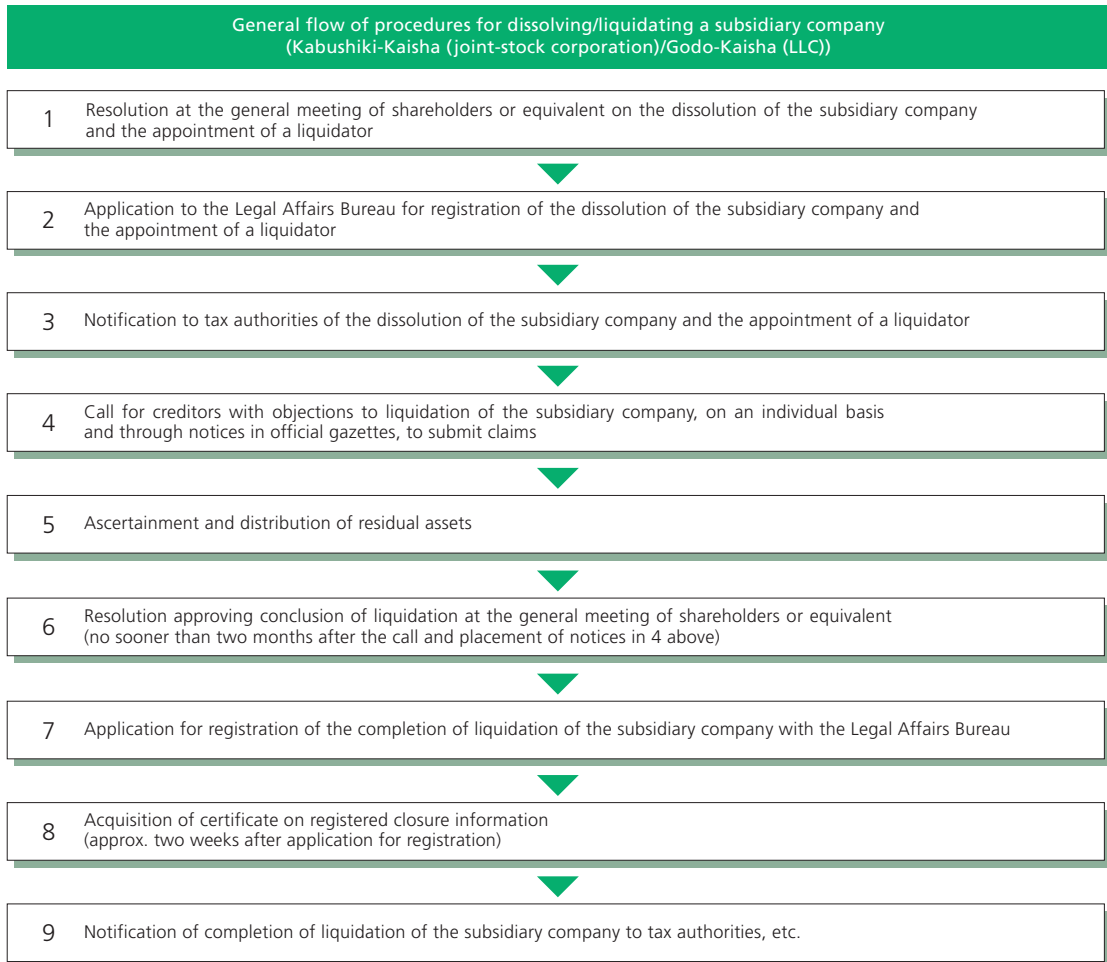 General flow of procedures for dissolving/liquidating a subsidiary company
(Kabushiki-Kaisha (joint-stock corporation)/Godo-Kaisha (LLC))
1 Resolution at the general meeting of shareholders or equivalent on the dissolution of the subsidiary company
and the appointment of a liquidator
2 Application to the Legal Affairs Bureau for registration of the dissolution of the subsidiary company and
the appointment of a liquidator
3 Notification to tax authorities of the dissolution of the subsidiary company and the appointment of a liquidator
4 Call for creditors with objections to liquidation of the subsidiary company, on an individual basis
and through notices in official gazettes, to submit claims
5 Ascertainment and distribution of residual assets
6 Resolution approving conclusion of liquidation at the general meeting of shareholders or equivalent
(no sooner than two months after the call and placement of notices in 4 above)
7 Application for registration of the completion of liquidation of the subsidiary company with the Legal Affairs Bureau
8 Acquisition of certificate on registered closure information
(approx. two weeks after application for registration)
9 Notification of completion of liquidation of the subsidiary company to tax authorities, etc.